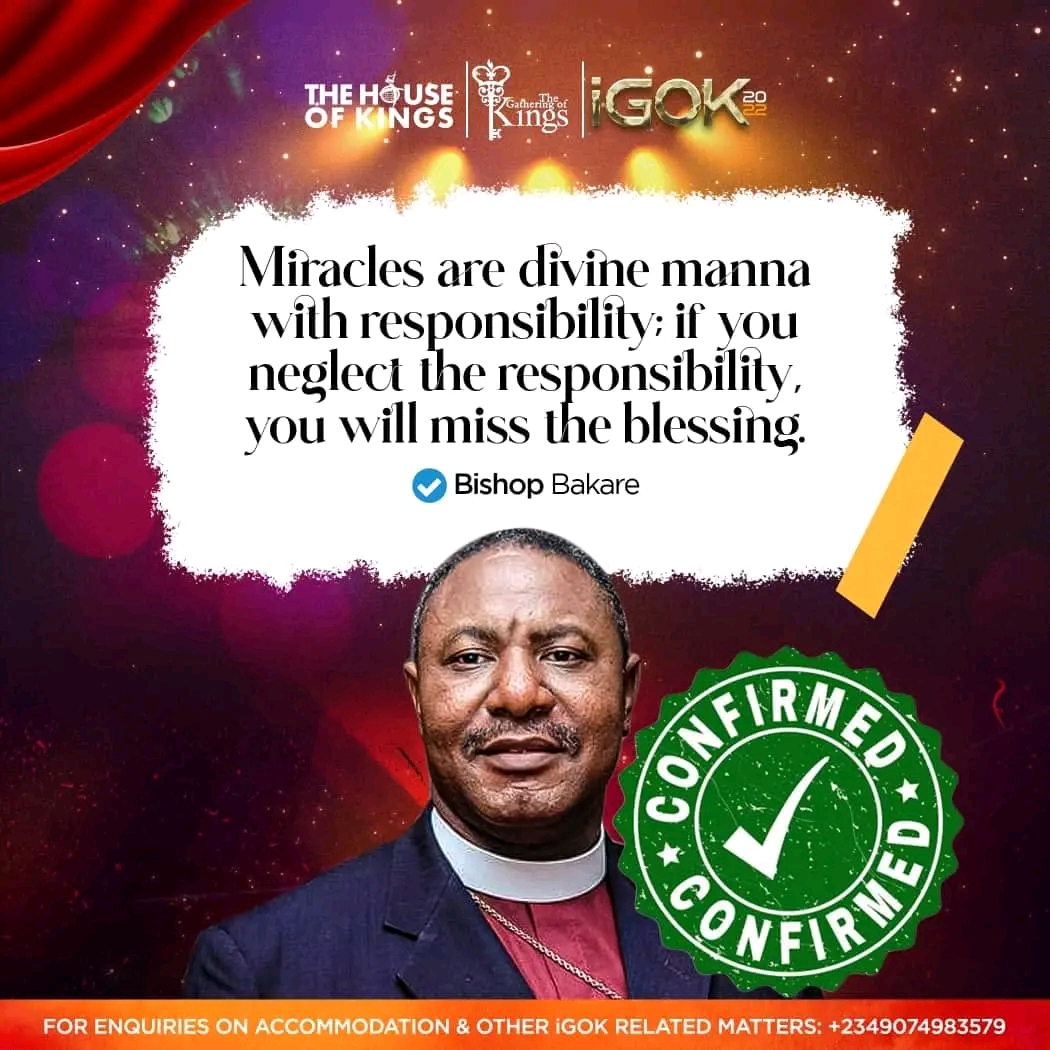 THE HOUSE
OF KINGS
The
Gathering of
Kings
iGOK 20
22
Miracles are divine manna
with responsibility; if you
neglect the responsibility,
you will miss the blessing.
Bishop Bakare
CONFIRMED
CONFIRMED
FOR ENQUIRIES ON ACCOMMODATION & OTHER iGOK RELATED MATTERS: +2349074983579